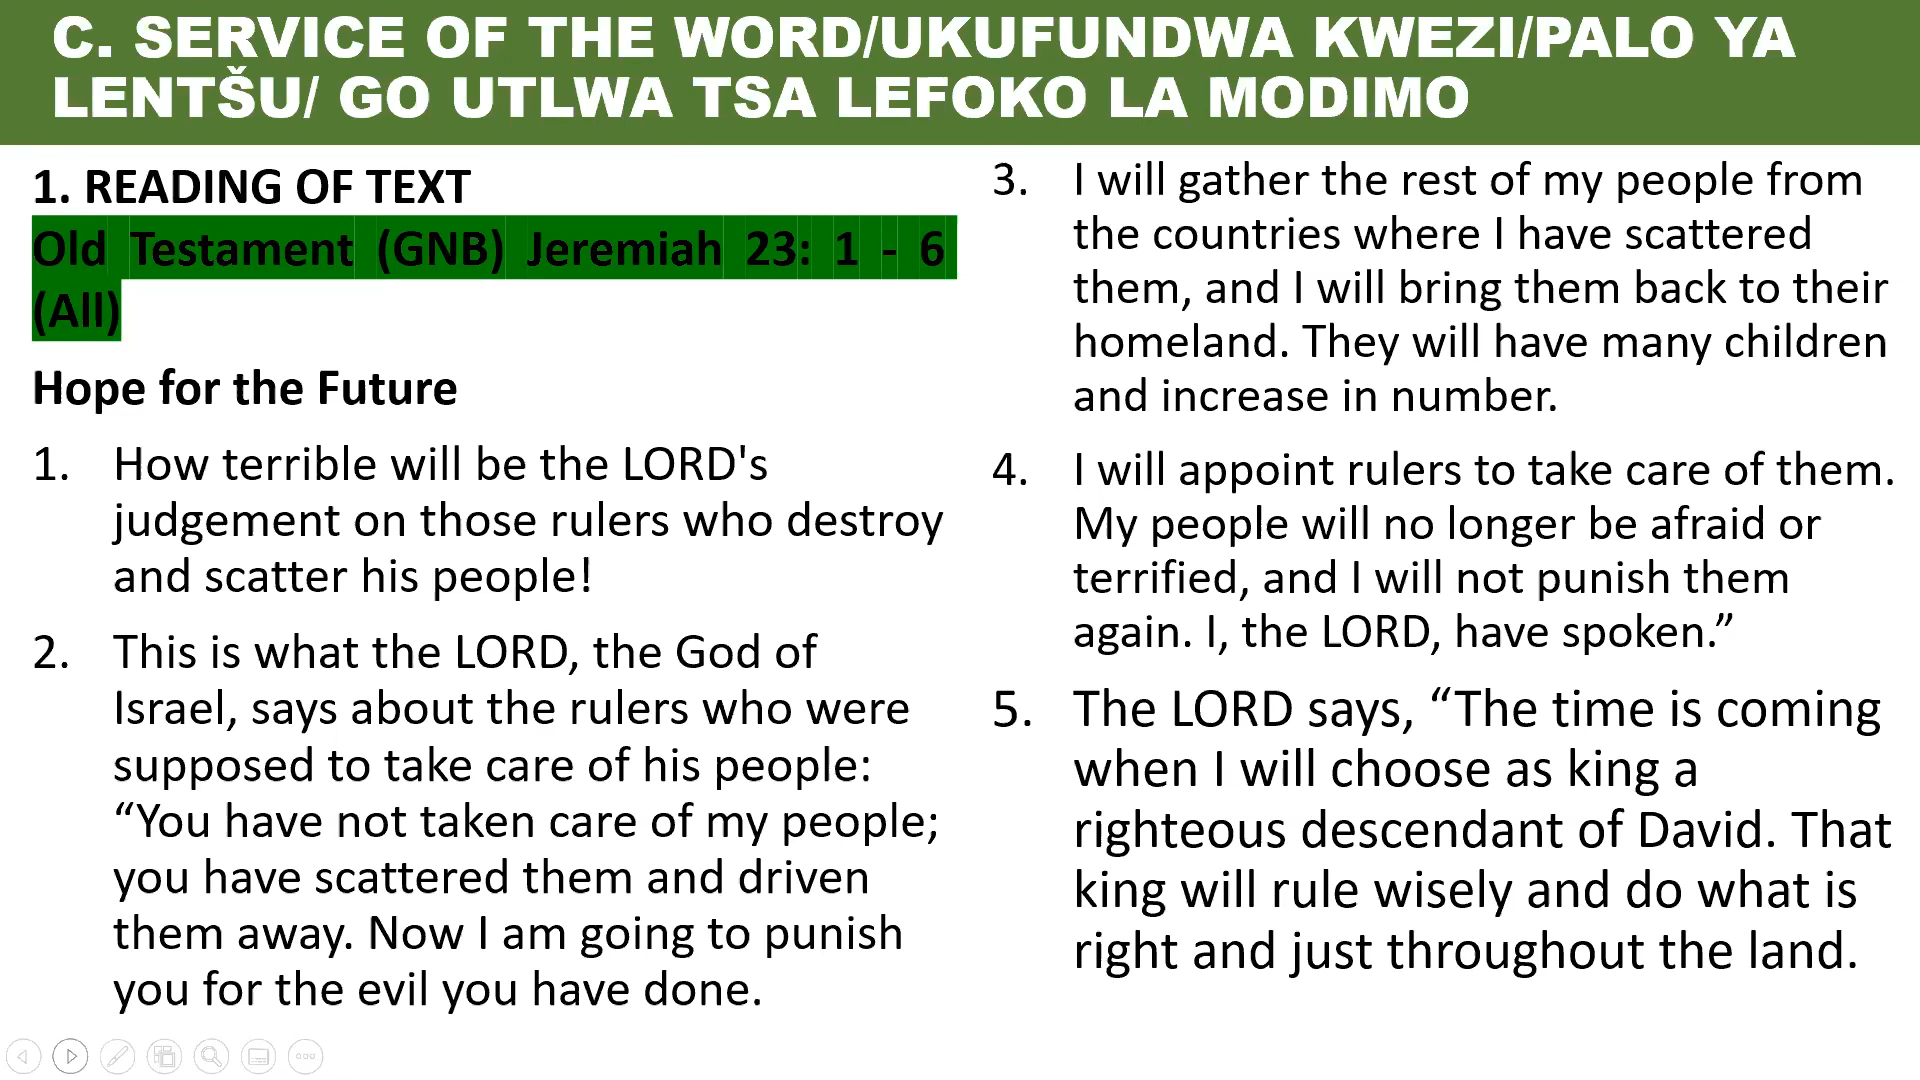 C. SERVICE OF THE WORD/UKUFUNDWA KWEZI/PALO YA
LENTŠU/ GO UTLWA TSA LEFOKO LA MODIMO
1. READING OF TEXT
Old Testament (GNB) Jeremiah 23: 1 - 6
(All)
Hope for the Future
1. How terrible will be the LORD's
judgement on those rulers who destroy
and scatter his people!
2. This is what the LORD, the God of
Israel, says about the rulers who were
supposed to take care of his people:
“You have not taken care of my people;
you have scattered them and driven
them away. Now I am going to punish
you for the evil you have done.
3. I will gather the rest of my people from
the countries where I have scattered
them, and I will bring them back to their
homeland. They will have many children
and increase in number.
4. I will appoint rulers to take care of them.
My people will no longer be afraid or
terrified, and I will not punish them
again. I, the LORD, have spoken.”
5. The LORD says, “The time is coming
when I will choose as king a
righteous descendant of David. That
king will rule wisely and do what is
right and just throughout the land.